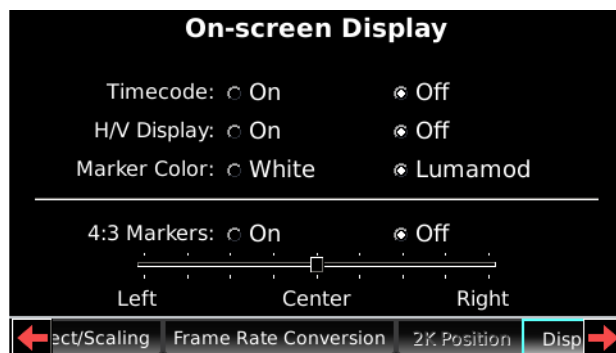 On-screen Display
Timecode: On Off
H/V Display: On Off
Marker Color: White Lumamod
4:3 Markers: On Off
Left Center Right
ect/Scaling Frame Rate Conversion 2K Position Disp